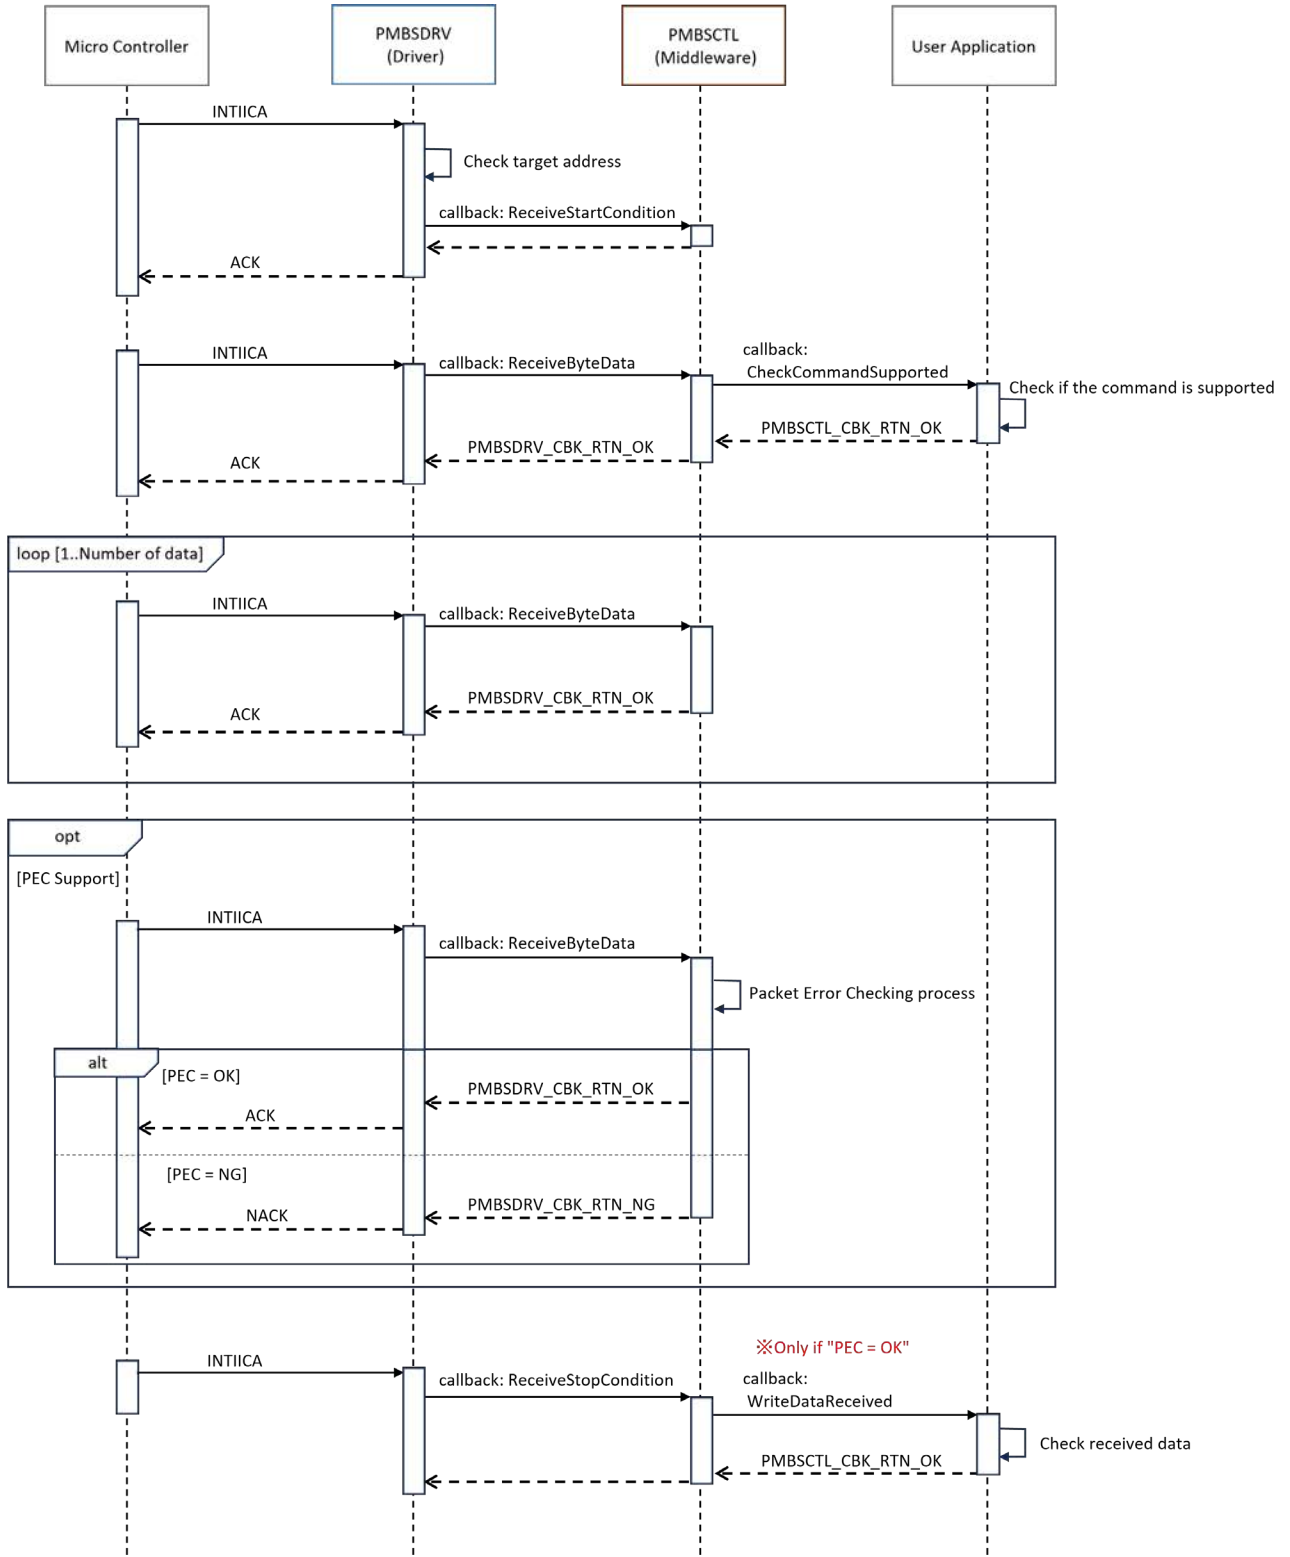 Micro Controller
PMBSDRV
(Driver)
PMBSCTL
(Middleware)
User Application
INTIICA
Check target address
callback: ReceiveStartCondition
ACK
INTIICA
callback: ReceiveByteData
callback:
CheckCommandSupported
Check if the command is supported
PMBSCTL_CBK_RTN_OK
PMBSDRV_CBK_RTN_OK
ACK
loop [1..Number of data]
INTIICA
callback: ReceiveByteData
PMBSDRV_CBK_RTN_OK
ACK
opt
[PEC Support]
INTIICA
callback: ReceiveByteData
Packet Error Checking process
alt
[PEC = OK]
PMBSDRV_CBK_RTN_OK
ACK
[PEC = NG]
PMBSDRV_CBK_RTN_NG
NACK
※Only if "PEC = OK"
INTIICA
callback: ReceiveStopCondition
callback:
WriteDataReceived
Check received data
PMBSCTL_CBK_RTN_OK